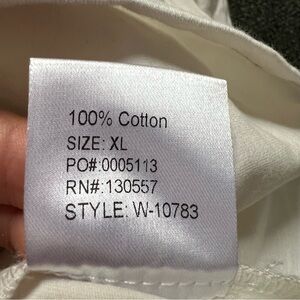 100% Cotton
SIZE: XL
PO#:0005113
RN#:130557
STYLE: W-10783